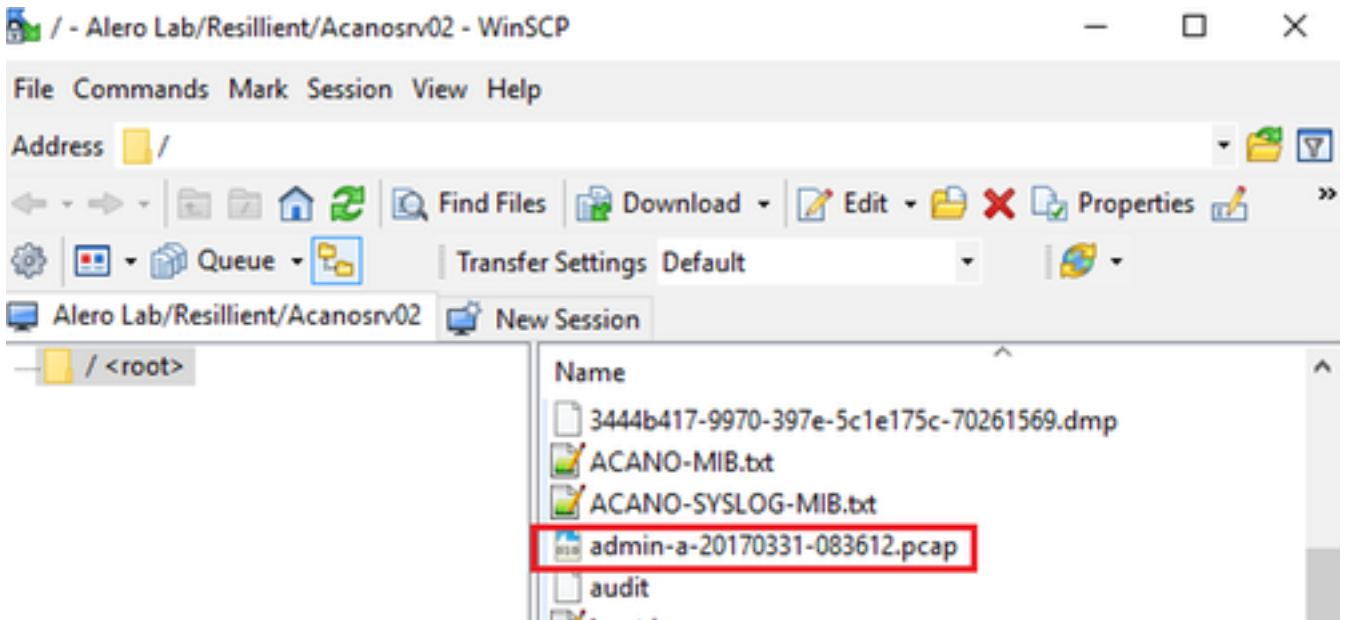 / - Alero Lab/Resillient/Acanosrv02 - WinSCP
File Commands Mark Session View Help
Address /
Find Files Download Edit Properties »
Queue Transfer Settings Default
Alero Lab/Resillient/Acanosrv02 New Session
/ <root>
Name
3444b417-9970-397e-5c1e175c-70261569.dmp
ACANO-MIB.txt
ACANO-SYSLOG-MIB.txt
admin-a-20170331-083612.pcap
audit